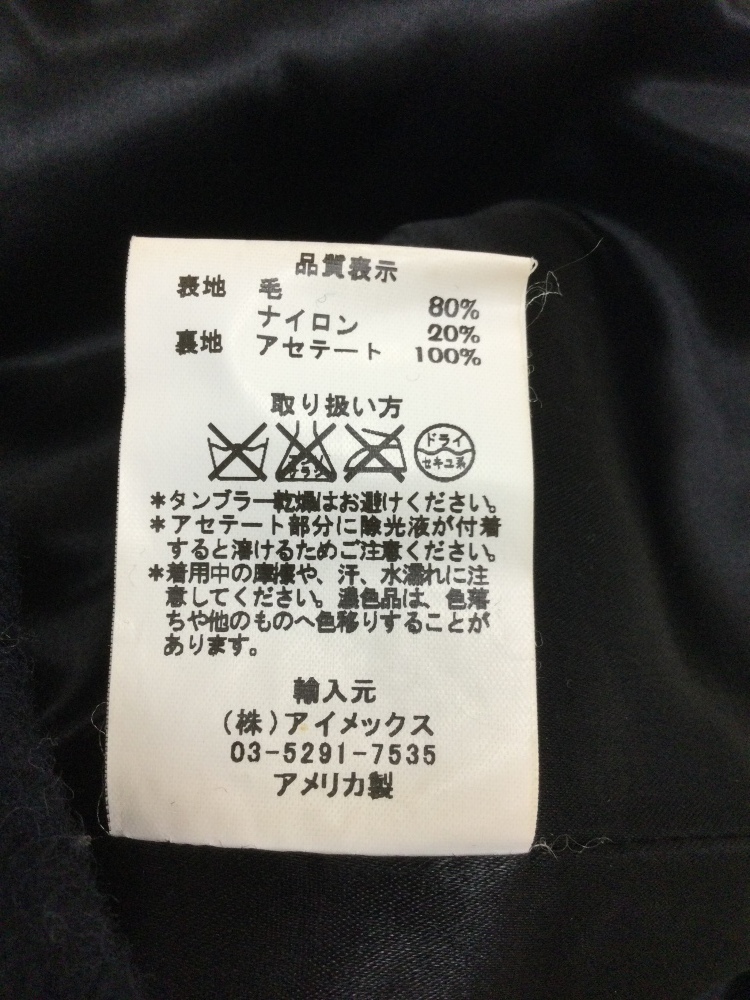 品質表示
表地 毛 80%
ナイロン 20%
裏地 アセテート 100%
取り扱い方
ドライ
セキユ系
*タンブラー乾燥はお避けください。
*アセテート部分に除光液が付着
すると溶けるためご注意ください。
*着用中の摩擦や、汗、水濡れに注
意してください。濃色品は、色落
ちや他のものへ色移りすることが
あります。
輸入元
(株)アイメックス
03-5291-7535
アメリカ製